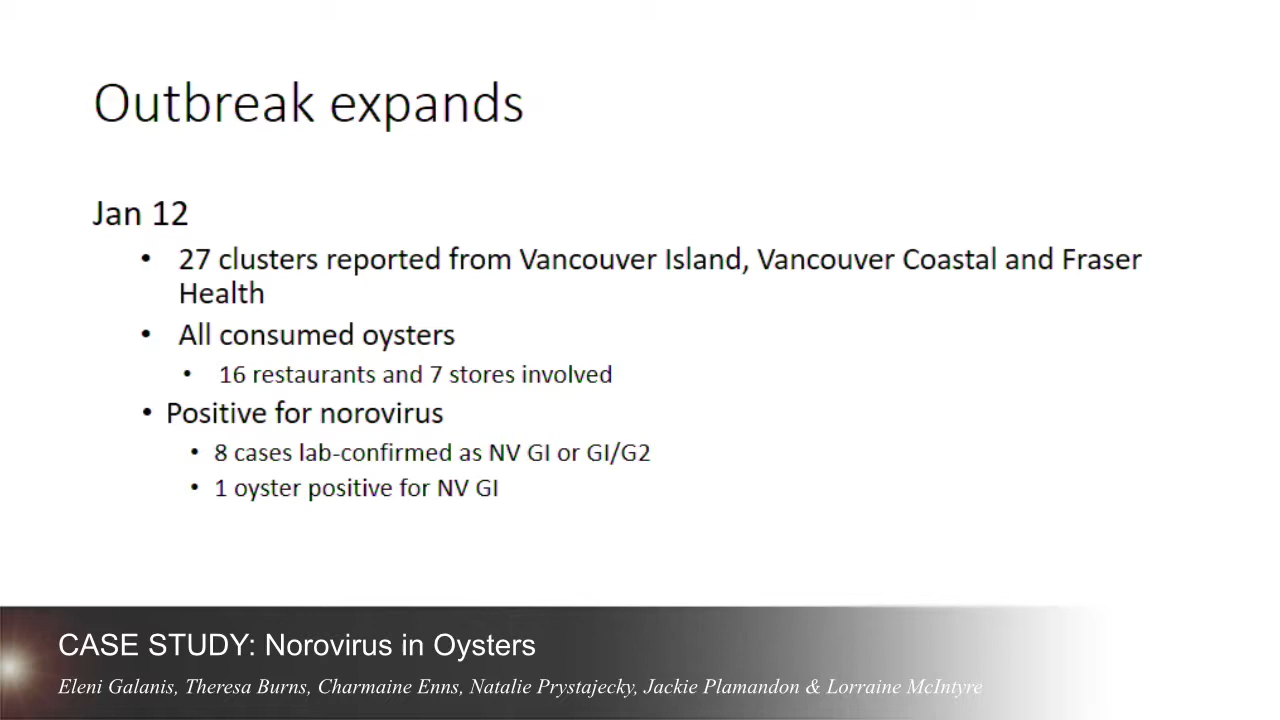 Outbreak expands
Jan 12
• 27 clusters reported from Vancouver Island, Vancouver Coastal and Fraser
Health
• All consumed oysters
• 16 restaurants and 7 stores involved
• Positive for norovirus
• 8 cases lab-confirmed as NV GI or GI/G2
• 1 oyster positive for NV GI
CASE STUDY: Norovirus in Oysters
Eleni Galanis, Theresa Burns, Charmaine Enns, Natalie Prystajecky, Jackie Plamandon & Lorraine McIntyre